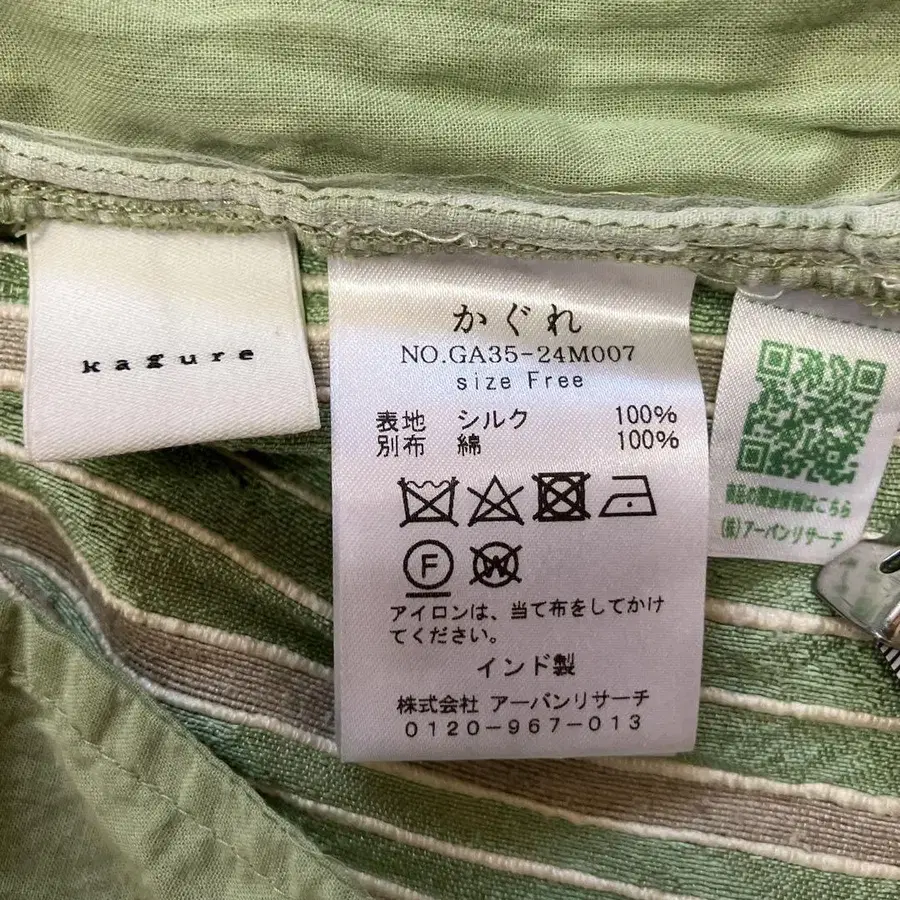 kagure
かぐれ
NO.GA35-24M007
size Free
表地 シルク 100%
別布 綿 100%
F
W
アイロンは、当て布をしてかけ
てください。
インド製
株式会社 アーバンリサーチ
0120-967-013
商品の関連情報はこちら
(株)アーバンリサーチ